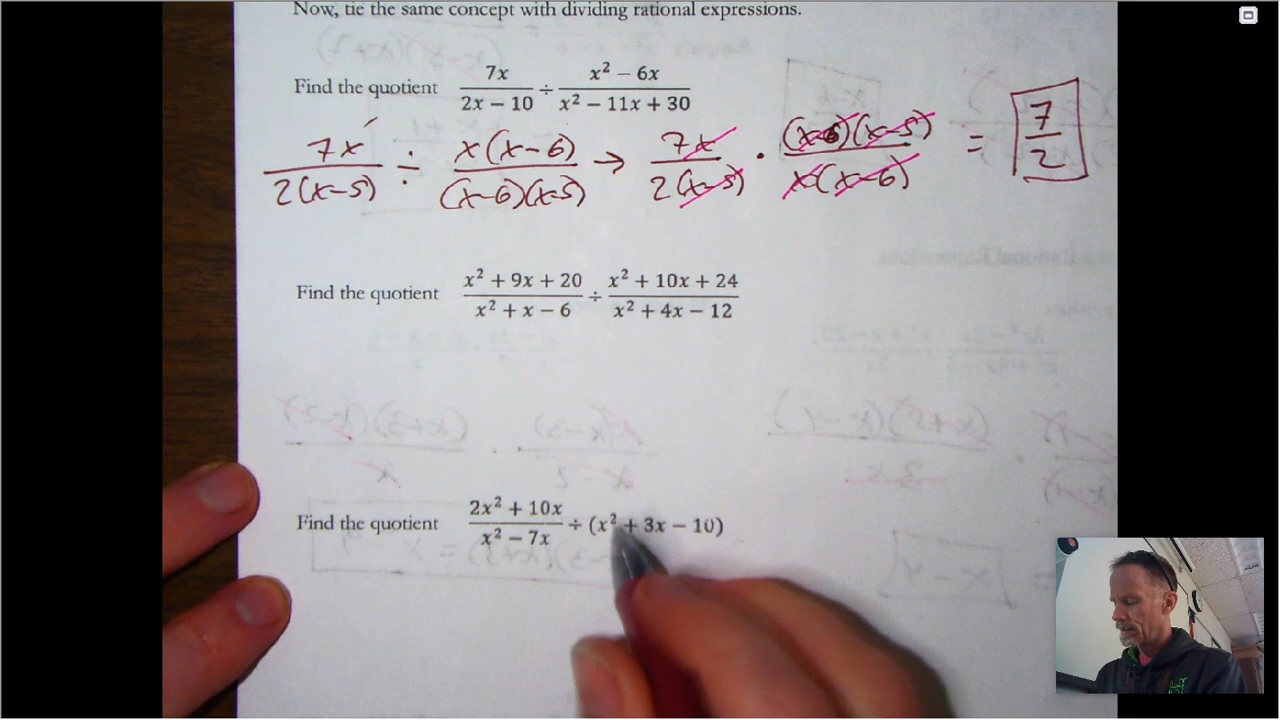 Now, tie the same concept with dividing rational expressions.
Find the quotient 7x / 2x − 10 ÷ x² − 6x / x² − 11x + 30
7x / 2(x−5) ÷ x(x−6) / (x−6)(x−5) → 7x / 2(x−5) · (x−6)(x−5) / x(x−6) = 7/2
Find the quotient x² + 9x + 20 / x² + x − 6 ÷ x² + 10x + 24 / x² + 4x − 12
Find the quotient 2x² + 10x / x² − 7x ÷ (x² + 3x − 10)